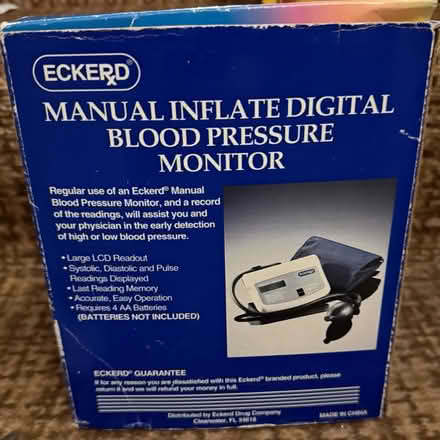 ECKERD®
MANUAL INFLATE DIGITAL
BLOOD PRESSURE
MONITOR
Regular use of an Eckerd® Manual
Blood Pressure Monitor, and a record
of the readings, will assist you and
your physician in the early detection
of high or low blood pressure.
• Large LCD Readout
• Systolic, Diastolic and Pulse
Readings Displayed
• Last Reading Memory
• Accurate, Easy Operation
• Requires 4 AA Batteries
(BATTERIES NOT INCLUDED)
ECKERD
ECKERD® GUARANTEE
If for any reason you are dissatisfied with this Eckerd® branded product, please
return it and we will refund your money in full.
Distributed by Eckerd Drug Company
Clearwater, FL 33618
MADE IN CHINA